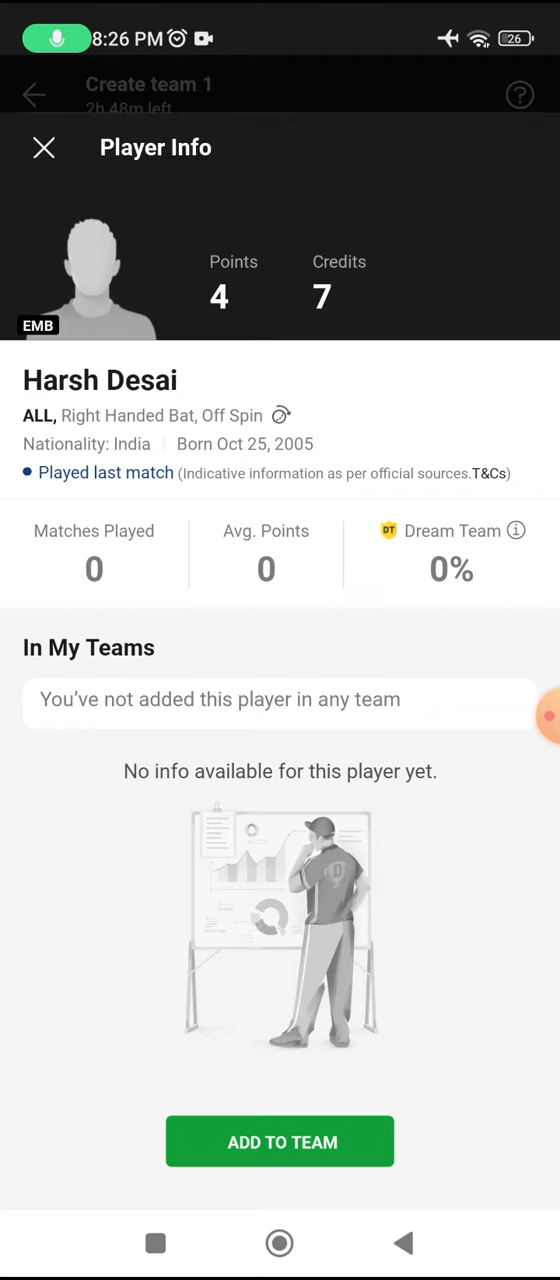 8:26 PM
26
Create team 1
2h 48m left
Player Info
Points
Credits
4
7
EMB
Harsh Desai
ALL, Right Handed Bat, Off Spin
Nationality: India
Born Oct 25, 2005
Played last match (Indicative information as per official sources.T&Cs)
Matches Played
Avg. Points
DT Dream Team
0
0
0%
In My Teams
You’ve not added this player in any team
No info available for this player yet.
D
ADD TO TEAM